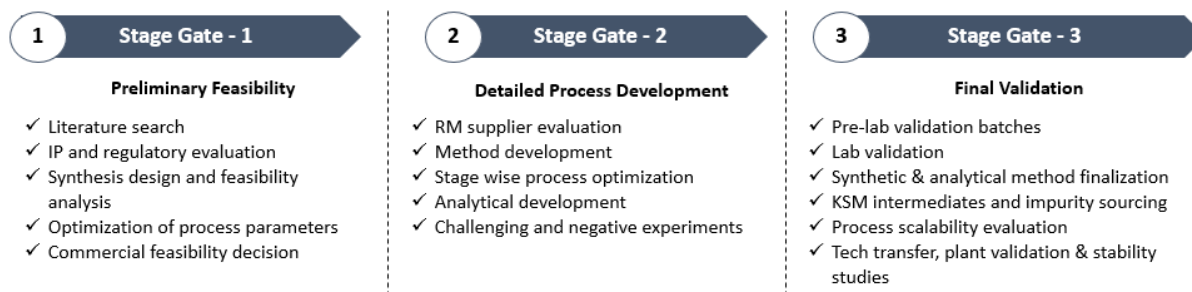 1
Stage Gate - 1
Preliminary Feasibility
✓ Literature search
✓ IP and regulatory evaluation
✓ Synthesis design and feasibility
analysis
✓ Optimization of process parameters
✓ Commercial feasibility decision
2
Stage Gate - 2
Detailed Process Development
✓ RM supplier evaluation
✓ Method development
✓ Stage wise process optimization
✓ Analytical development
✓ Challenging and negative experiments
3
Stage Gate - 3
Final Validation
✓ Pre-lab validation batches
✓ Lab validation
✓ Synthetic & analytical method finalization
✓ KSM intermediates and impurity sourcing
✓ Process scalability evaluation
✓ Tech transfer, plant validation & stability
studies